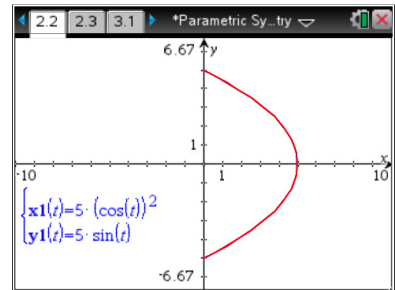 2.2 2.3 3.1 *Parametric Sy...try
6.67 y
1
x
-10 1 10
x1(t)=5·(cos(t))²
y1(t)=5·sin(t)
-6.67